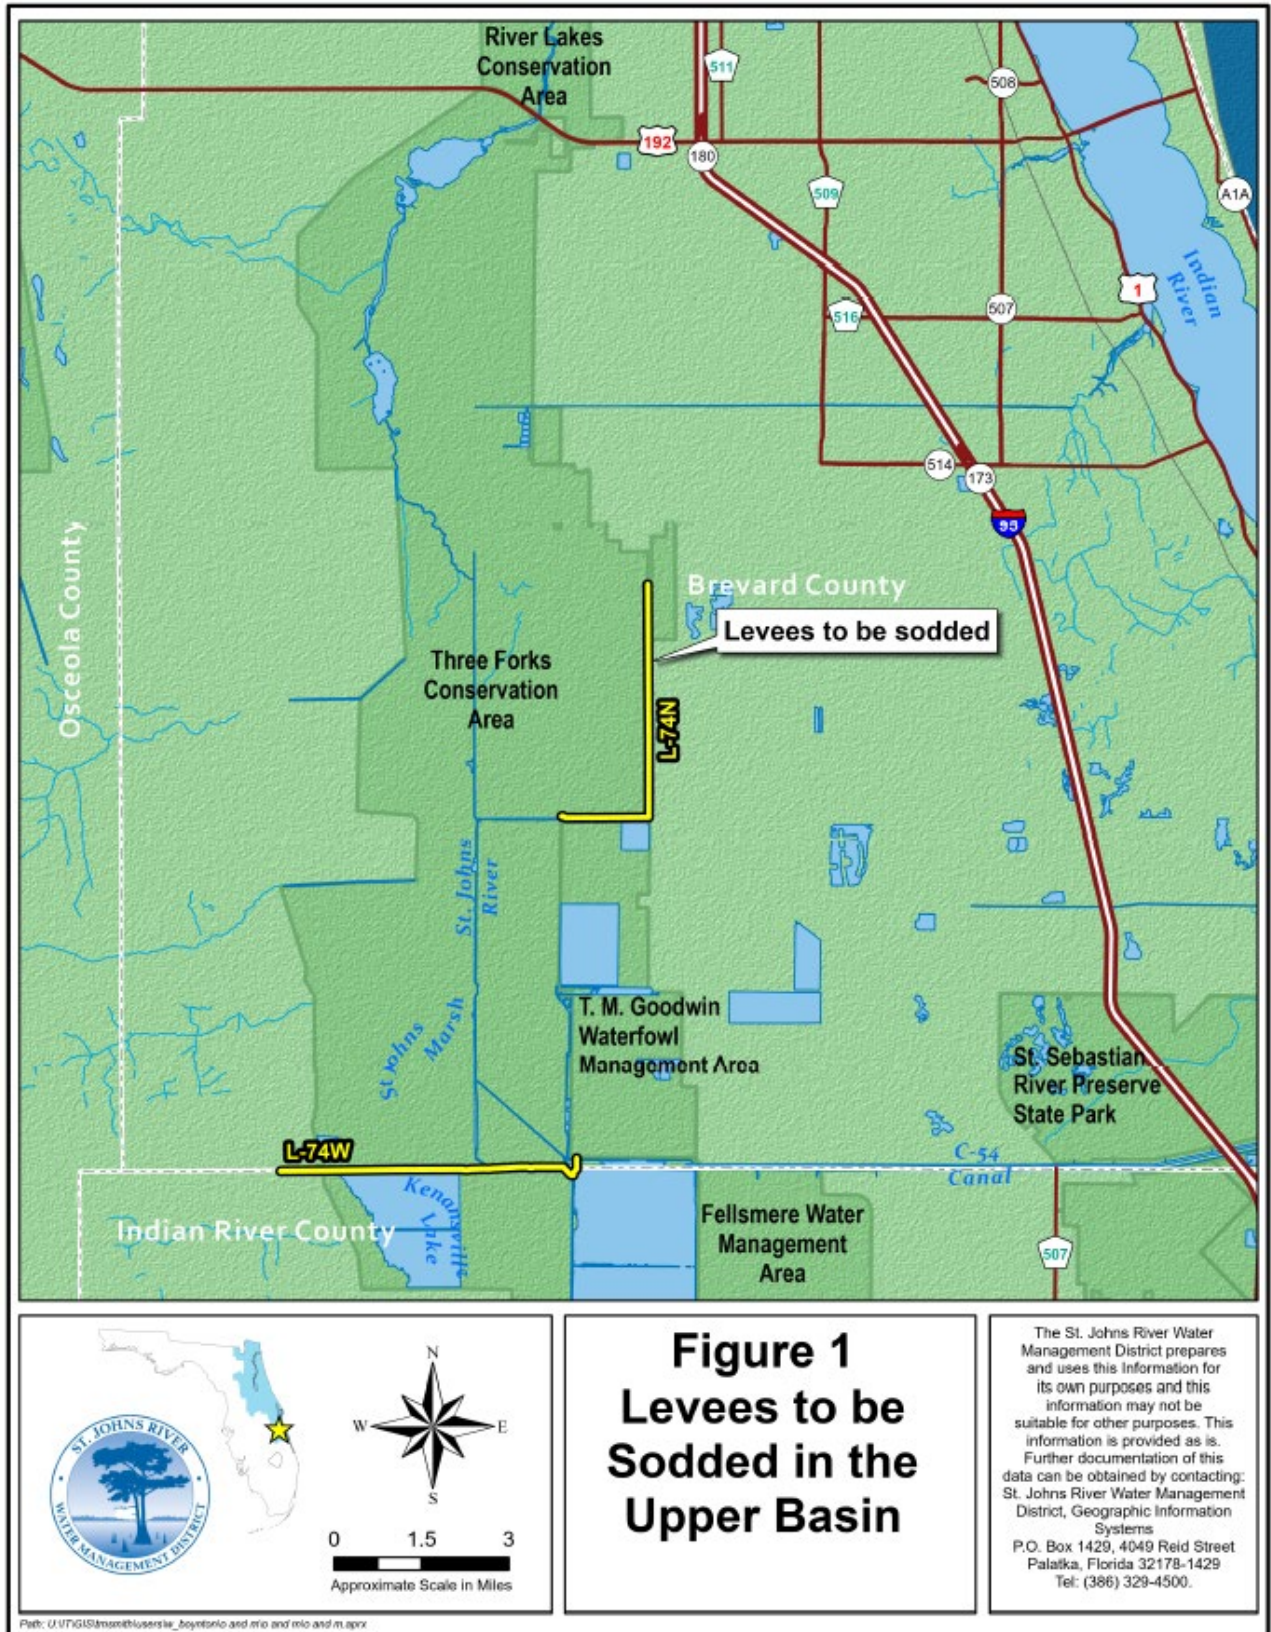 River Lakes
Conservation
Area
511
508
192
180
509
A1A
Indian
River
1
516
507
514
173
95
Osceola County
Brevard County
Levees to be sodded
Three Forks
Conservation
Area
L-74N
St. Johns
River
St Johns
Marsh
T. M. Goodwin
Waterfowl
Management Area
St. Sebastian
River Preserve
State Park
L-74W
C-54
Canal
Kenansville
Lake
Indian River County
Fellsmere Water
Management
Area
507
ST. JOHNS RIVER
WATER MANAGEMENT DISTRICT
N
W
E
S
0 1.5 3
Approximate Scale in Miles
Figure 1
Levees to be
Sodded in the
Upper Basin
The St. Johns River Water
Management District prepares
and uses this Information for
its own purposes and this
information may not be
suitable for other purposes. This
information is provided as is.
Further documentation of this
data can be obtained by contacting:
St. Johns River Water Management
District, Geographic Information
Systems
P.O. Box 1429, 4049 Reid Street
Palatka, Florida 32178-1429
Tel: (386) 329-4500.